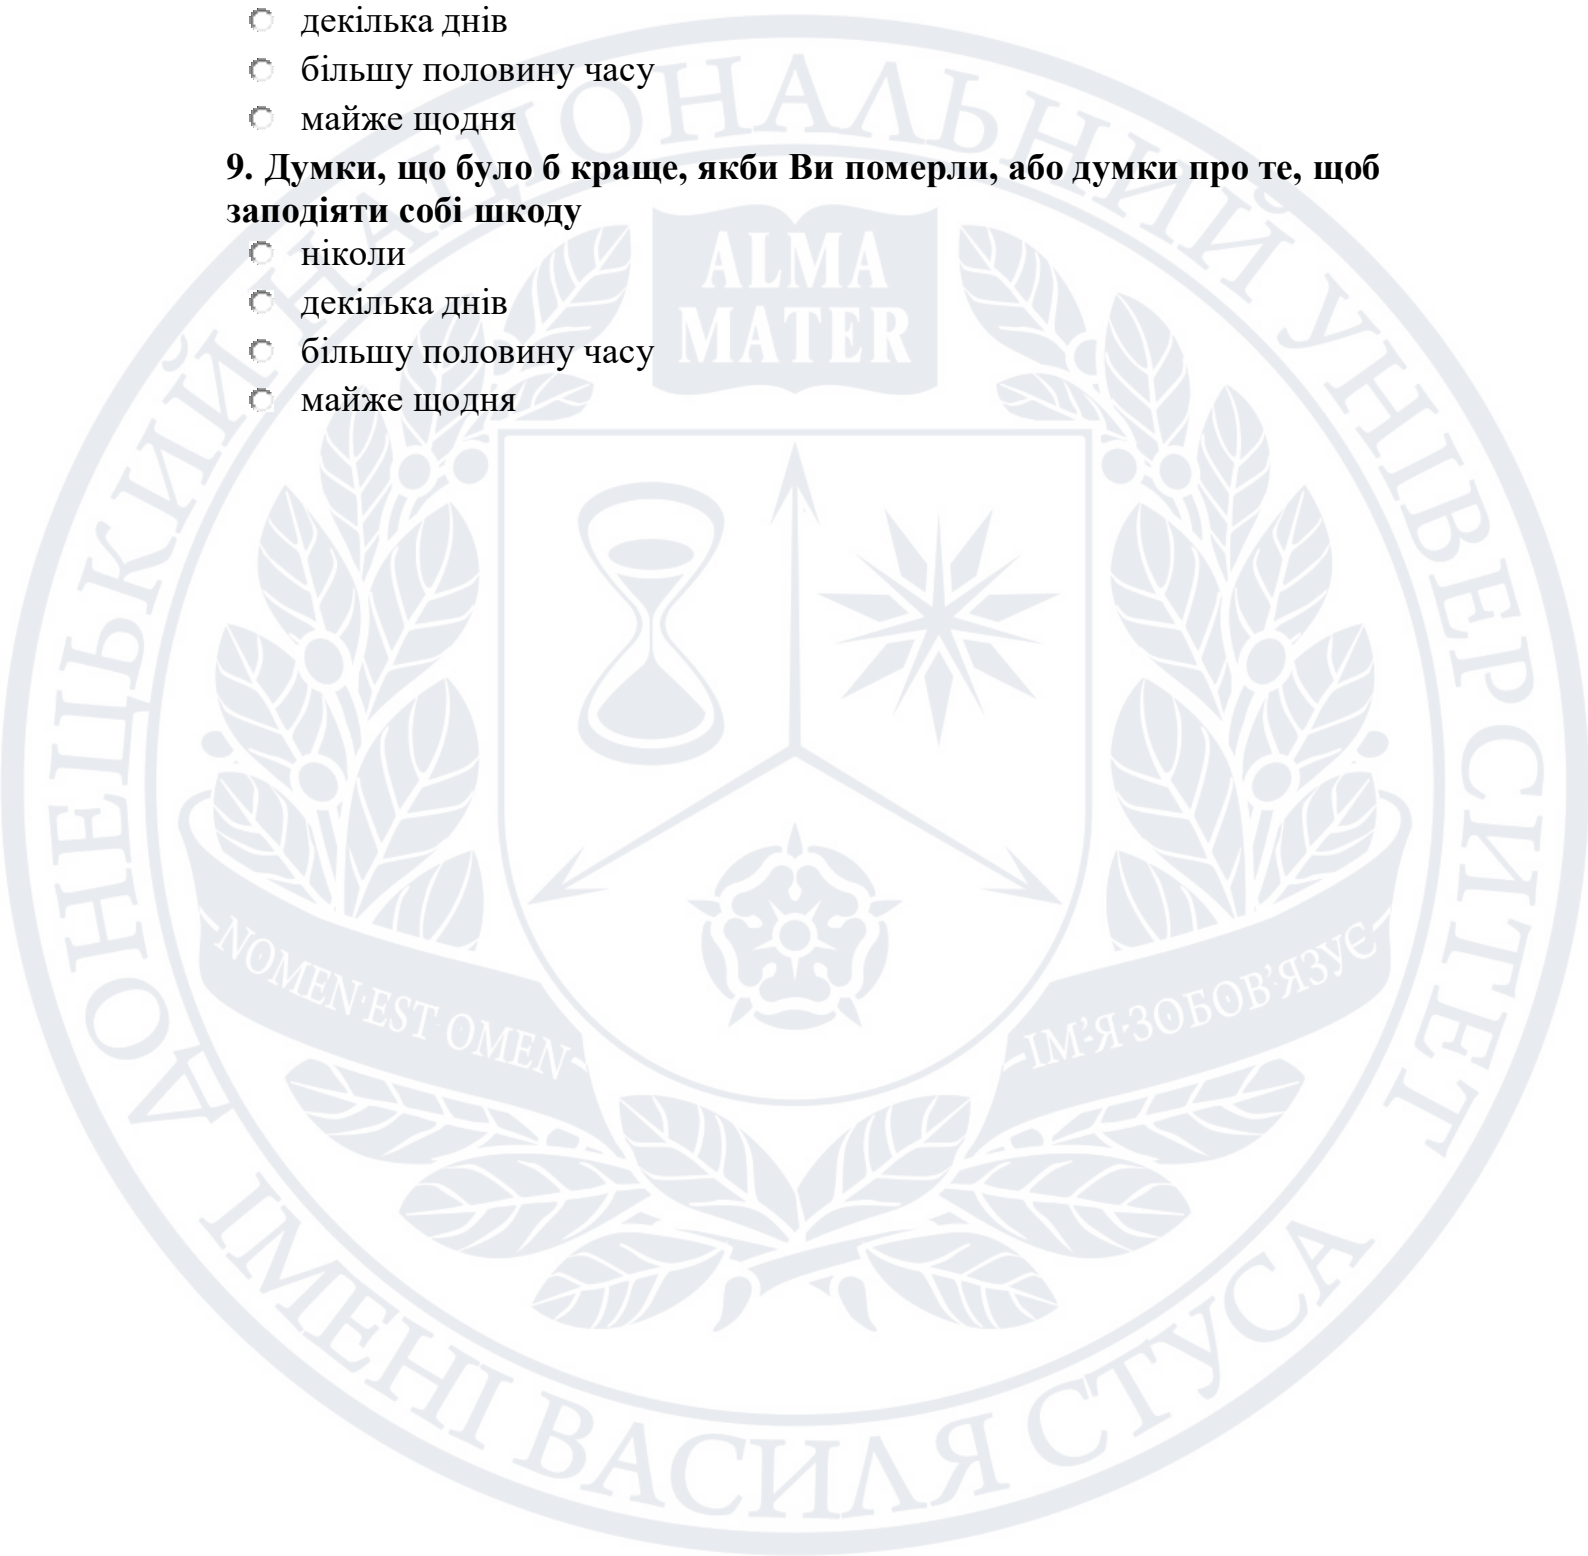 декілька днів
більшу половину часу
майже щодня
9. Думки, що було б краще, якби Ви померли, або думки про те, щоб
заподіяти собі шкоду
ніколи
декілька днів
більшу половину часу
майже щодня
ДОНЕЦЬКИЙ НАЦІОНАЛЬНИЙ УНІВЕРСИТЕТ
ІМЕНІ ВАСИЛЯ СТУСА
ALMA
MATER
NOMEN·EST·OMEN
ІМ'Я·ЗОБОВ'ЯЗУЄ